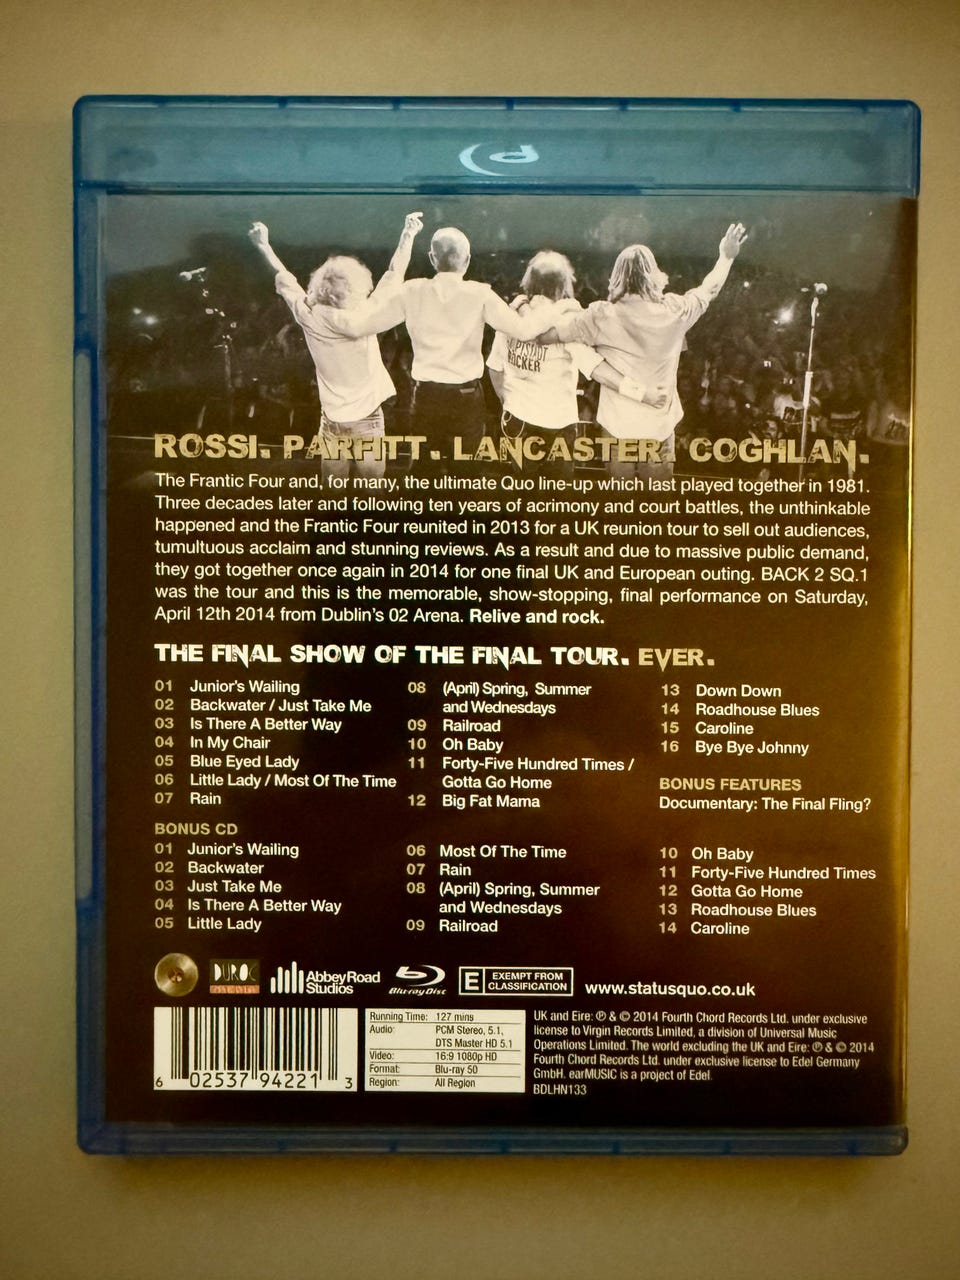 HAUPTSTADT
ROCKER
ROSSI. PARFITT. LANCASTER. COGHLAN.
The Frantic Four and, for many, the ultimate Quo line-up which last played together in 1981.
Three decades later and following ten years of acrimony and court battles, the unthinkable
happened and the Frantic Four reunited in 2013 for a UK reunion tour to sell out audiences,
tumultuous acclaim and stunning reviews. As a result and due to massive public demand,
they got together once again in 2014 for one final UK and European outing. BACK 2 SQ.1
was the tour and this is the memorable, show-stopping, final performance on Saturday,
April 12th 2014 from Dublin's 02 Arena. Relive and rock.
THE FINAL SHOW OF THE FINAL TOUR. EVER.
01 Junior's Wailing
02 Backwater / Just Take Me
03 Is There A Better Way
04 In My Chair
05 Blue Eyed Lady
06 Little Lady / Most Of The Time
07 Rain
08 (April) Spring, Summer
and Wednesdays
09 Railroad
10 Oh Baby
11 Forty-Five Hundred Times /
Gotta Go Home
12 Big Fat Mama
13 Down Down
14 Roadhouse Blues
15 Caroline
16 Bye Bye Johnny
BONUS FEATURES
Documentary: The Final Fling?
BONUS CD
01 Junior's Wailing
02 Backwater
03 Just Take Me
04 Is There A Better Way
05 Little Lady
06 Most Of The Time
07 Rain
08 (April) Spring, Summer
and Wednesdays
09 Railroad
10 Oh Baby
11 Forty-Five Hundred Times
12 Gotta Go Home
13 Roadhouse Blues
14 Caroline
DUROC
MEDIA
AbbeyRoad
Studios
Blu-ray Disc
E EXEMPT FROM
CLASSIFICATION
www.statusquo.co.uk
6 02537 94221 3
Running Time: 127 mins
Audio: PCM Stereo, 5.1,
DTS Master HD 5.1
Video: 16:9 1080p HD
Format: Blu-ray 50
Region: All Region
UK and Eire: ℗ & © 2014 Fourth Chord Records Ltd. under exclusive
license to Virgin Records Limited, a division of Universal Music
Operations Limited. The world excluding the UK and Eire: ℗ & © 2014
Fourth Chord Records Ltd. under exclusive license to Edel Germany
GmbH. earMUSIC is a project of Edel.
BDLHN133